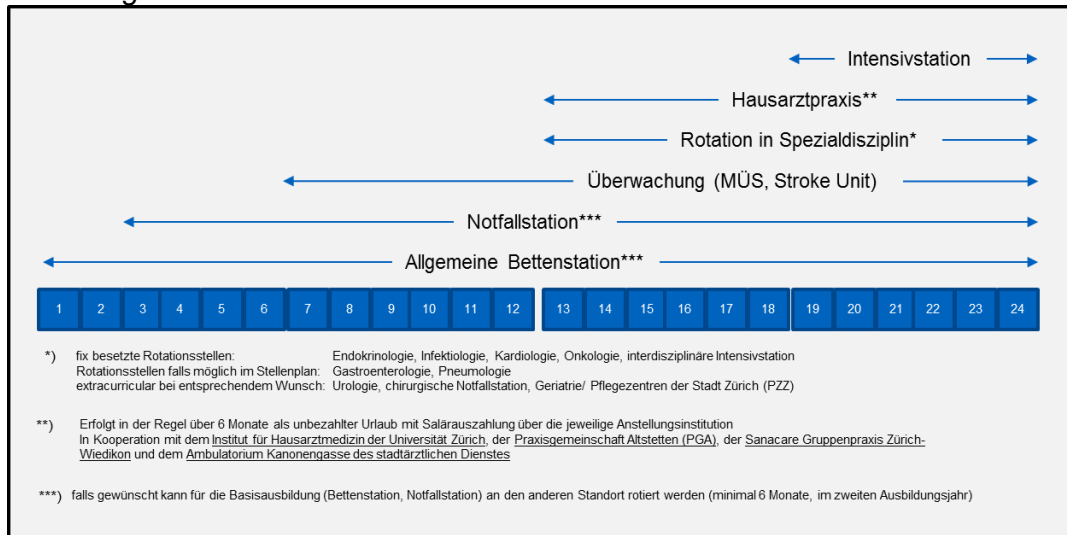 Intensivstation
Hausarztpraxis**
Rotation in Spezialdisziplin*
Überwachung (MÜS, Stroke Unit)
Notfallstation***
Allgemeine Bettenstation***
1 2 3 4 5 6 7 8 9 10 11 12 13 14 15 16 17 18 19 20 21 22 23 24
*) fix besetzte Rotationsstellen: Endokrinologie, Infektiologie, Kardiologie, Onkologie, interdisziplinäre Intensivstation
Rotationsstellen falls möglich im Stellenplan: Gastroenterologie, Pneumologie
extracurricular bei entsprechendem Wunsch: Urologie, chirurgische Notfallstation, Geriatrie/ Pflegezentren der Stadt Zürich (PZZ)
**) Erfolgt in der Regel über 6 Monate als unbezahlter Urlaub mit Salärauszahlung über die jeweilige Anstellungsinstitution
In Kooperation mit dem Institut für Hausarztmedizin der Universität Zürich, der Praxisgemeinschaft Altstetten (PGA), der Sanacare Gruppenpraxis Zürich-
Wiedikon und dem Ambulatorium Kanonengasse des stadtärztlichen Dienstes
***) falls gewünscht kann für die Basisausbildung (Bettenstation, Notfallstation) an den anderen Standort rotiert werden (minimal 6 Monate, im zweiten Ausbildungsjahr)